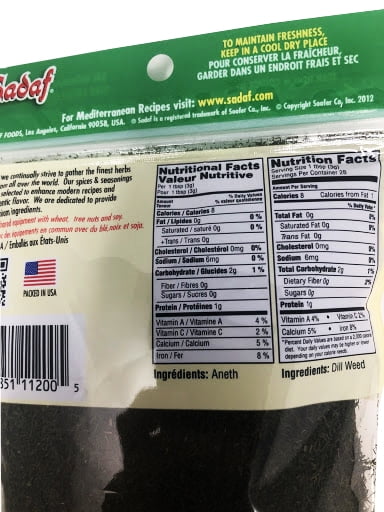 Sadaf
TO MAINTAIN FRESHNESS,
KEEP IN A COOL DRY PLACE
POUR CONSERVER LA FRAÎCHEUR,
GARDER DANS UN ENDROIT FRAIS ET SEC
For Mediterranean Recipes visit: www.sadaf.com
FOODS, Los Angeles, California 90058, USA. ® Sadaf is a registered trademark of Soofer Co., Inc. © Copyright Soofer Co, Inc. 2012
we continually strive to gather the finest herbs
all over the world. Our spices & seasonings
selected to enhance modern recipes and
flavor. We are dedicated to provide
ingredients.
equipment with wheat, tree nuts and soy.
des équipements en commun avec du blé, noix et soja.
/ Emballés aux États-Unis
PACKED IN USA
351 11200 5
Nutritional Facts
Valeur Nutritive
Per 1 tbsp (3g)
Pour 1 tbsp (3g)
Amount
Teneur
% Daily Values
% valeur quotidienne
Calories / Calories 8
Fat / Lipides 0g 0 %
Saturated / saturé 0g 0 %
+Trans / Trans 0g
Cholesterol / Cholestérol 0mg 0 %
Sodium / Sodium 6mg 0 %
Carbohydrate / Glucides 2g 1 %
Fiber / Fibres 0g
Sugars / Sucres 0g
Protein / Protéines 1g
Vitamin A / Vitamine A 4 %
Vitamin C / Vitamine C 2 %
Calcium / Calcium 5 %
Iron / Fer 8 %
Ingrédients: Aneth
Nutrition Facts
Serving Size 1 tbsp (3g)
Servings Per Container 28
Amount Per Serving
Calories 8 Calories from Fat 1
% Daily Value*
Total Fat 0g 0%
Saturated Fat 0g 0%
Trans Fat 0g
Cholesterol 0mg 0%
Sodium 6mg 0%
Total Carbohydrate 2g 1%
Dietary Fiber 0g 2%
Sugars 0g
Protein 1g
Vitamin A 4% • Vitamin C 2%
Calcium 5% • Iron 8%
*Percent Daily Values are based on a 2,000 calorie
diet. Your daily values may be higher or lower
depending on your calorie needs.
Ingredients: Dill Weed